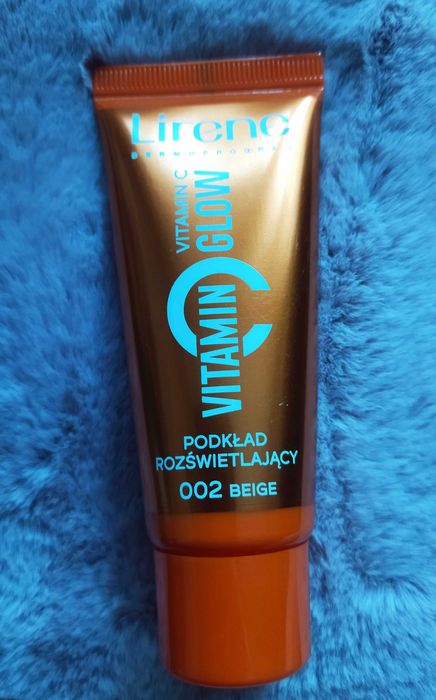 Lirene
DERMOPROGRAM
VITAMIN C
GLOW
VITAMIN C
PODKŁAD
ROZŚWIETLAJĄCY
002 BEIGE